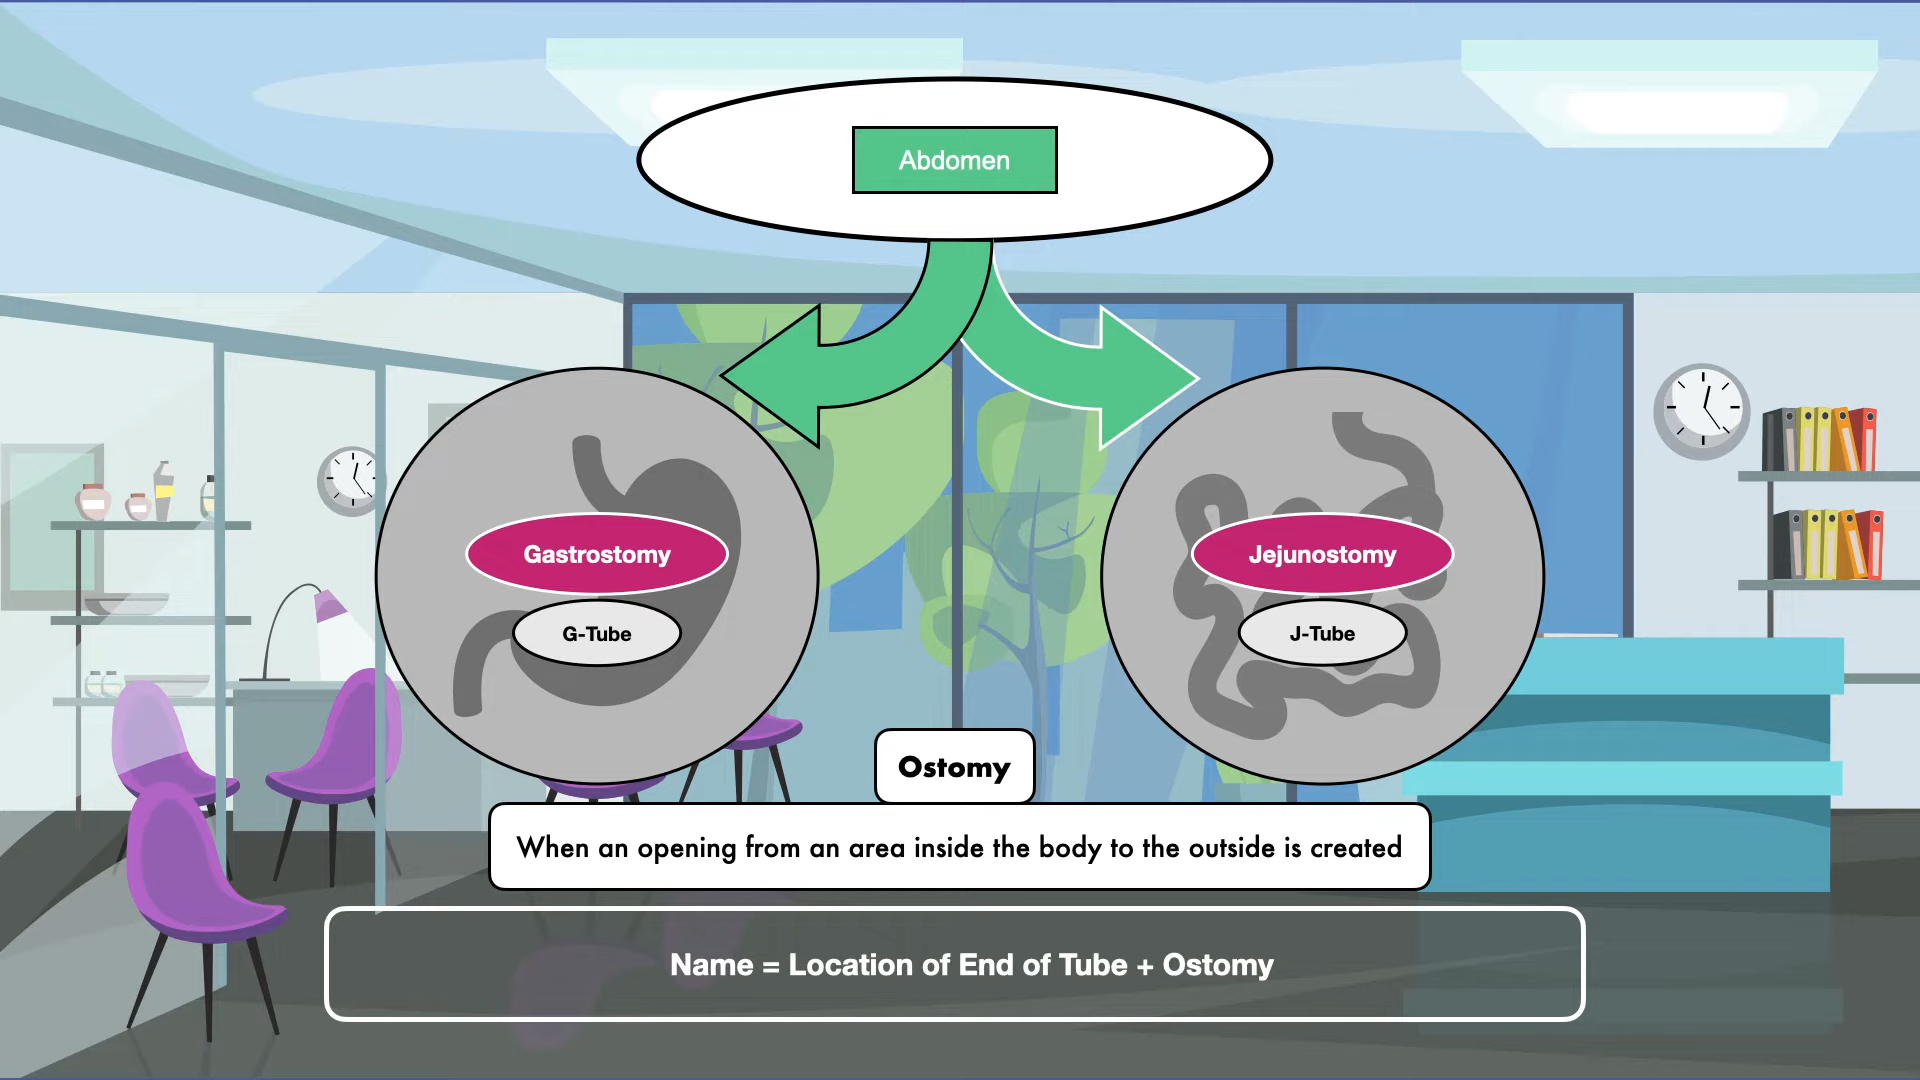 Abdomen
Gastrostomy
G-Tube
Jejunostomy
J-Tube
Ostomy
When an opening from an area inside the body to the outside is created
Name = Location of End of Tube + Ostomy